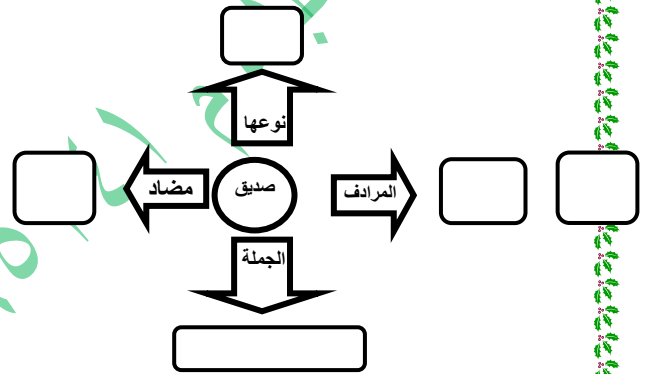 نوعها
المرادف
صديق
مضاد
الجملة